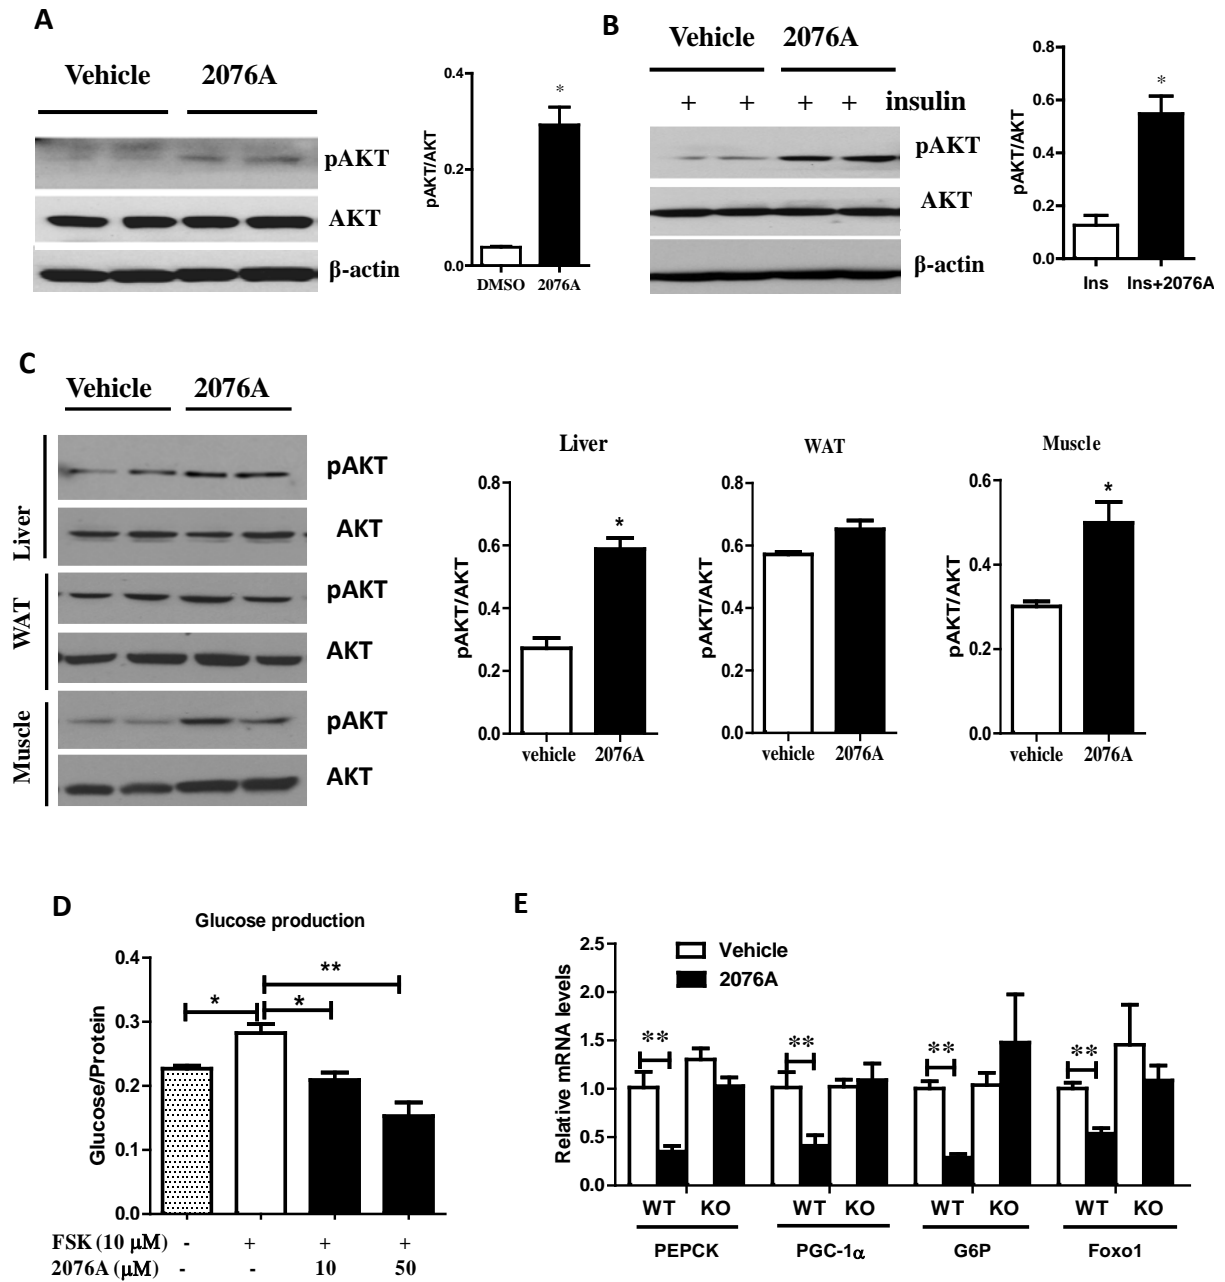 A
Vehicle 2076A
pAKT
AKT
β-actin
pAKT/AKT
0.4
0.2
0.0
*
DMSO 2076A
B
Vehicle 2076A
+ + + + insulin
pAKT
AKT
β-actin
pAKT/AKT
0.8
0.6
0.4
0.2
0.0
*
Ins Ins+2076A
C
Vehicle 2076A
Liver
pAKT
AKT
WAT
pAKT
AKT
Muscle
pAKT
AKT
Liver
pAKT/AKT
0.8
0.6
0.4
0.2
0.0
*
vehicle 2076A
WAT
pAKT/AKT
0.8
0.6
0.4
0.2
0.0
vehicle 2076A
Muscle
pAKT/AKT
0.6
0.4
0.2
0.0
*
vehicle 2076A
D
Glucose production
Glucose/Protein
0.4
0.3
0.2
0.1
0.0
**
* *
FSK (10 μM) - + + +
2076A (μM) - - 10 50
E
Vehicle
2076A
Relative mRNA levels
2.5
2.0
1.5
1.0
0.5
0.0
** ** ** **
WT KO WT KO WT KO WT KO
PEPCK PGC-1α G6P Foxo1